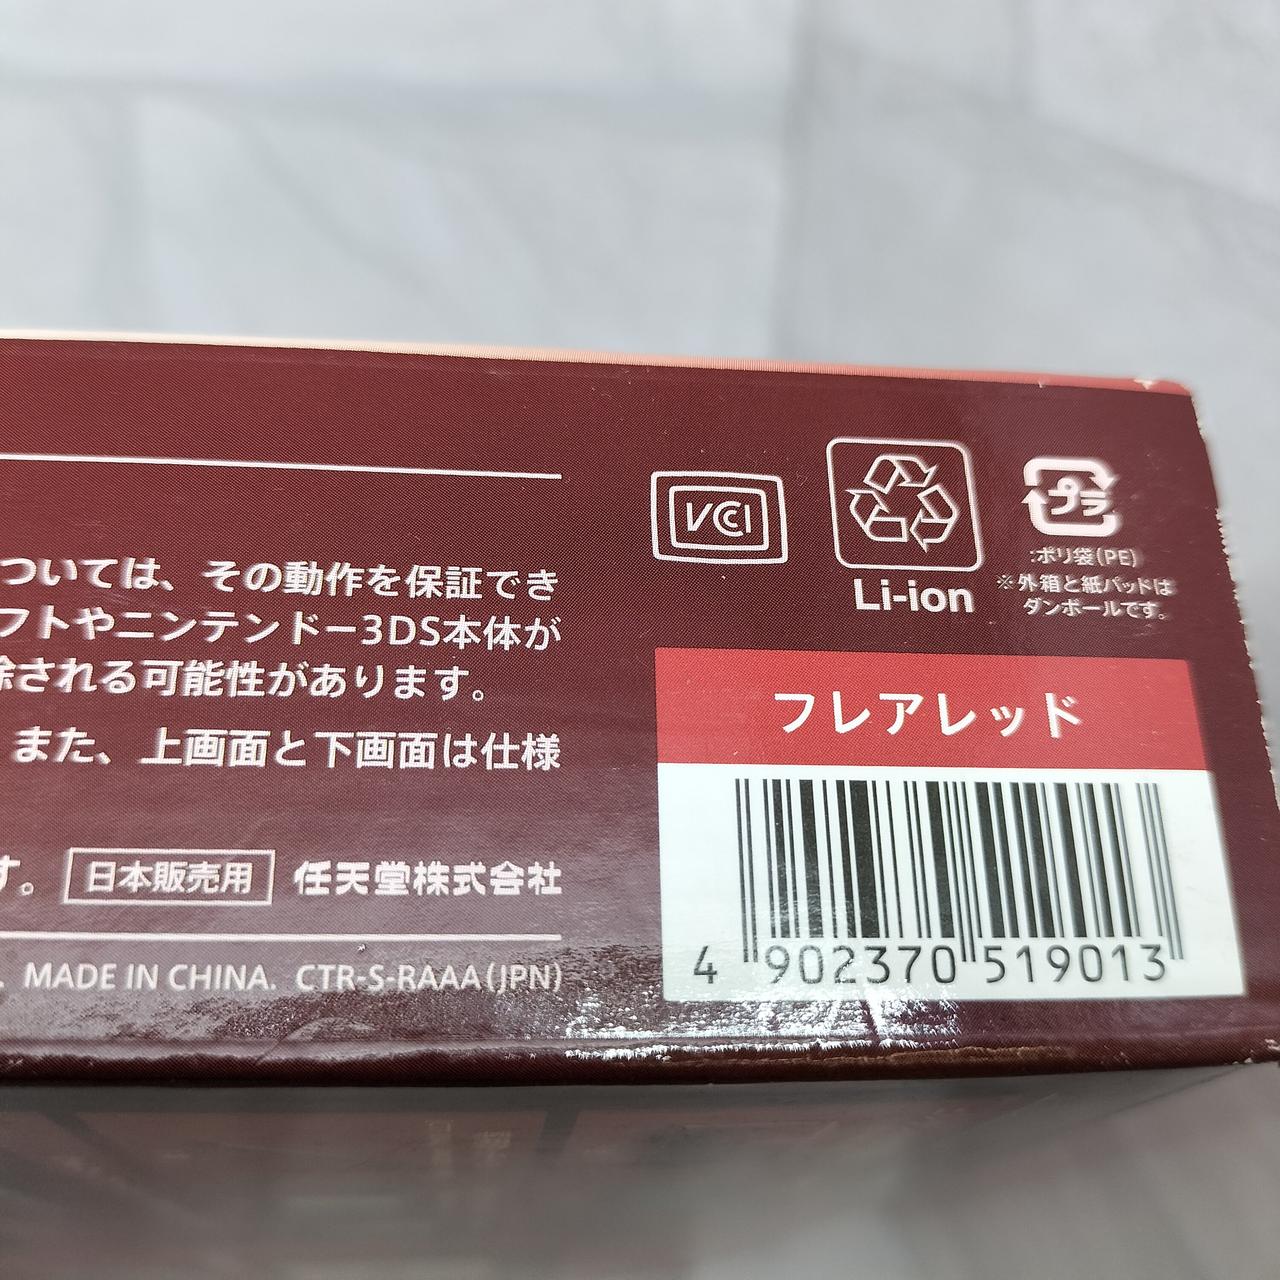 ついては、その動作を保証でき
フトやニンテンドー3DS本体が
除される可能性があります。
また、上画面と下画面は仕様
す。 日本販売用 任天堂株式会社
MADE IN CHINA. CTR-S-RAAA(JPN)
VCCI
Li-ion
プラ
:ポリ袋(PE)
※外箱と紙パッドは
ダンボールです。
フレアレッド
4 902370 519013